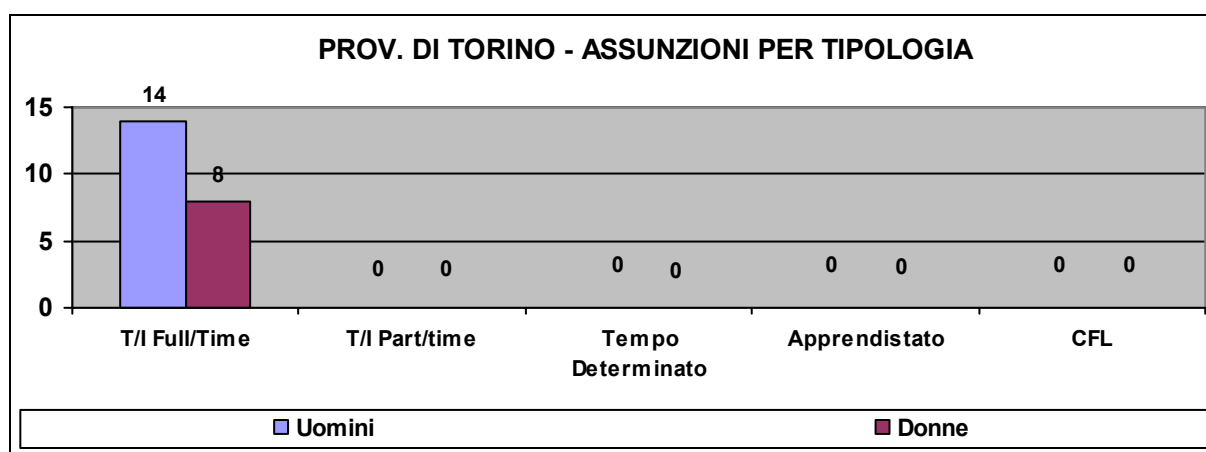 PROV. DI TORINO - ASSUNZIONI PER TIPOLOGIA
14
15
8
10
5
0 0 0 0 0 0 0 0
0
T/I Full/Time T/I Part/time Tempo Determinato Apprendistato CFL
Uomini Donne